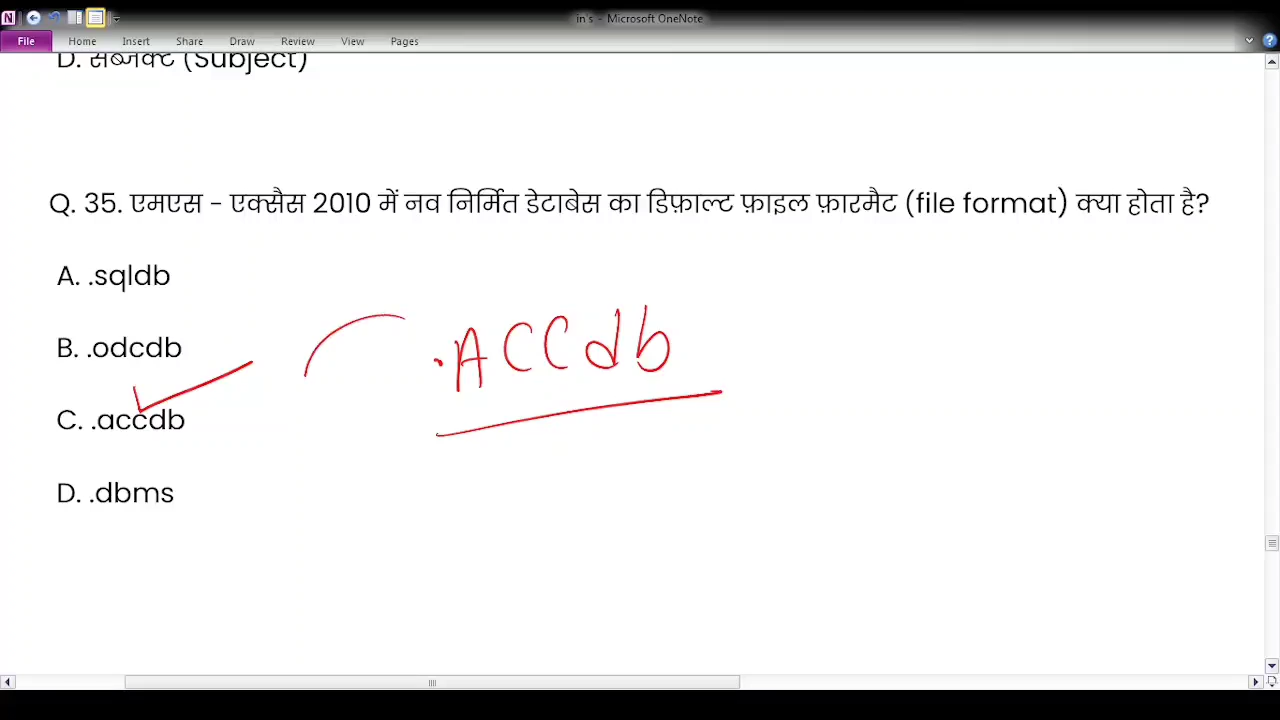 in s - Microsoft OneNote
File Home Insert Share Draw Review View Pages
D. सब्जेक्ट (Subject)
Q. 35. एमएस - एक्सैस 2010 में नव निर्मित डेटाबेस का डिफ़ाल्ट फ़ाइल फ़ारमैट (file format) क्या होता है?
A. .sqldb
B. .odcdb
.ACCdb
C. .accdb
D. .dbms